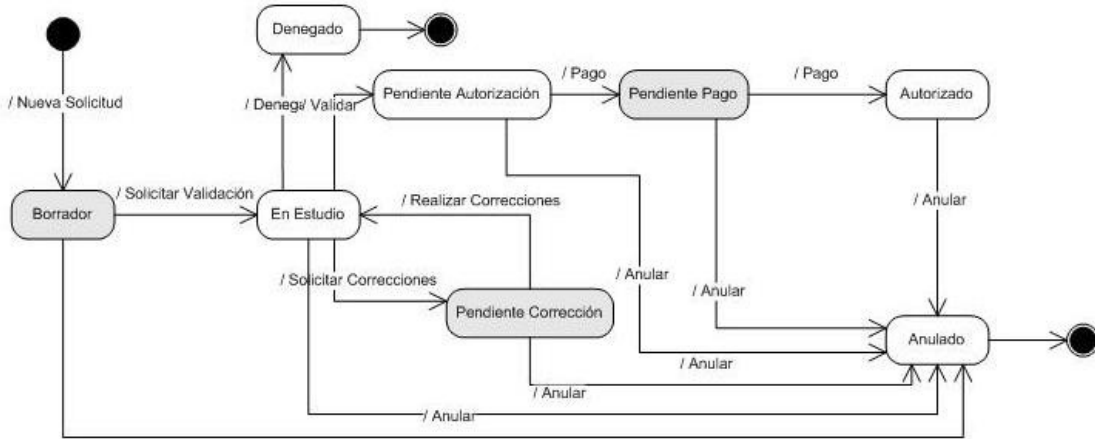 Denegado
/ Pago
/ Pago
Pendiente Autorización
Pendiente Pago
Autorizado
/ Nueva Solicitud
/ Denega
/ Validar
/ Solicitar Validación
/ Realizar Correcciones
/ Anular
Borrador
En Estudio
/ Solicitar Correcciones
/ Anular
/ Anular
Pendiente Corrección
Anulado
/ Anular
/ Anular
/ Anular